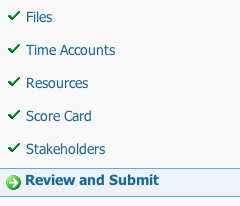 Files
Time Accounts
Resources
Score Card
Stakeholders
Review and Submit